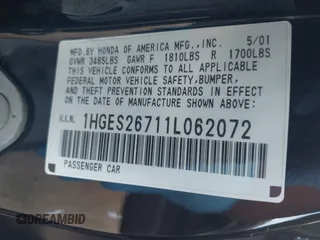 MFD.BY HONDA OF AMERICA MFG.,INC. 5/01
GVWR 3485LBS GAWR F 1810LBS R 1700LBS
THIS VEHICLE CONFORMS TO ALL APPLICABLE
FEDERAL MOTOR VEHICLE SAFETY,BUMPER,
AND THEFT PREVENTION STANDARDS IN EFFECT
ON THE DATE OF MANUFACTURE SHOWN ABOVE.
V.I.N. 1HGES26711L062072
PASSENGER CAR
DREAMBID